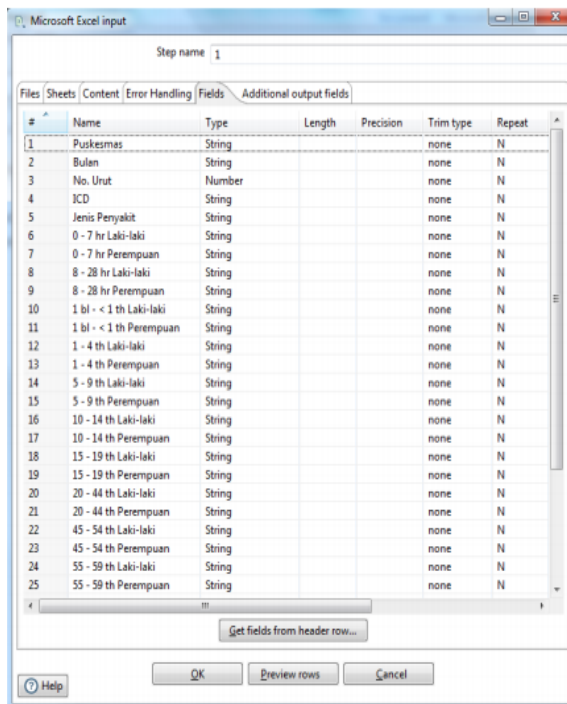 Microsoft Excel input
Step name 1
Files Sheets Content Error Handling Fields Additional output fields
# Name Type Length Precision Trim type Repeat
1 Puskesmas String none N
2 Bulan String none N
3 No. Urut Number none N
4 ICD String none N
5 Jenis Penyakit String none N
6 0 - 7 hr Laki-laki String none N
7 0 - 7 hr Perempuan String none N
8 8 - 28 hr Laki-laki String none N
9 8 - 28 hr Perempuan String none N
10 1 bl - < 1 th Laki-laki String none N
11 1 bl - < 1 th Perempuan String none N
12 1 - 4 th Laki-laki String none N
13 1 - 4 th Perempuan String none N
14 5 - 9 th Laki-laki String none N
15 5 - 9 th Perempuan String none N
16 10 - 14 th Laki-laki String none N
17 10 - 14 th Perempuan String none N
18 15 - 19 th Laki-laki String none N
19 15 - 19 th Perempuan String none N
20 20 - 44 th Laki-laki String none N
21 20 - 44 th Perempuan String none N
22 45 - 54 th Laki-laki String none N
23 45 - 54 th Perempuan String none N
24 55 - 59 th Laki-laki String none N
25 55 - 59 th Perempuan String none N
Get fields from header row...
Help OK Preview rows Cancel